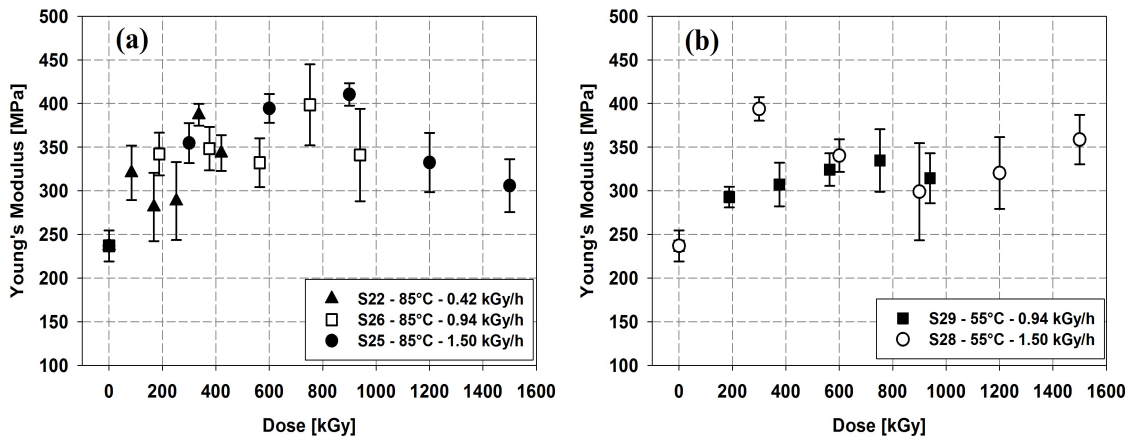 (a)
500
450
400
350
300
250
200
150
100
Young's Modulus [MPa]
S22 - 85°C - 0.42 kGy/h
S26 - 85°C - 0.94 kGy/h
S25 - 85°C - 1.50 kGy/h
0 200 400 600 800 1000 1200 1400 1600
Dose [kGy]
(b)
500
450
400
350
300
250
200
150
100
Young's Modulus [MPa]
S29 - 55°C - 0.94 kGy/h
S28 - 55°C - 1.50 kGy/h
0 200 400 600 800 1000 1200 1400 1600
Dose [kGy]